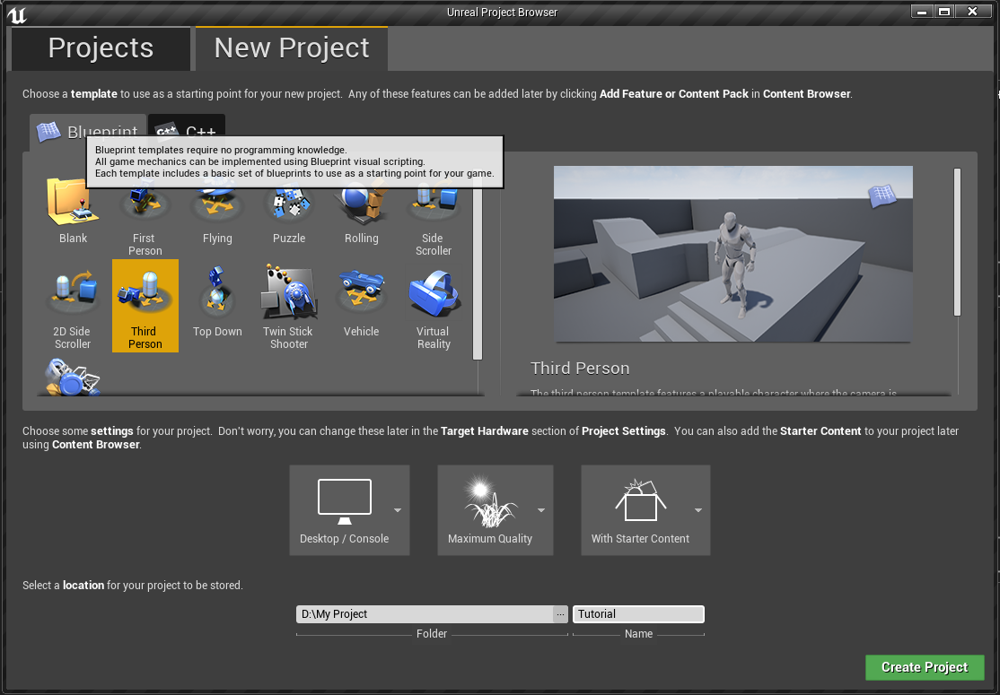 Unreal Project Browser
Projects
New Project
Choose a template to use as a starting point for your new project.  Any of these features can be added later by clicking Add Feature or Content Pack in Content Browser.
Blueprint
C++
Blueprint templates require no programming knowledge.
All game mechanics can be implemented using Blueprint visual scripting.
Each template includes a basic set of blueprints to use as a starting point for your game.
Blank
First
Person
Flying
Puzzle
Rolling
Side
Scroller
2D Side
Scroller
Third
Person
Top Down
Twin Stick
Shooter
Vehicle
Virtual
Reality
Third Person
The third person template features a playable character where the camera is
Choose some settings for your project.  Don't worry, you can change these later in the Target Hardware section of Project Settings.  You can also add the Starter Content to your project later
using Content Browser.
Desktop / Console
Maximum Quality
With Starter Content
Select a location for your project to be stored.
D:\My Project
...
Tutorial
Folder
Name
Create Project